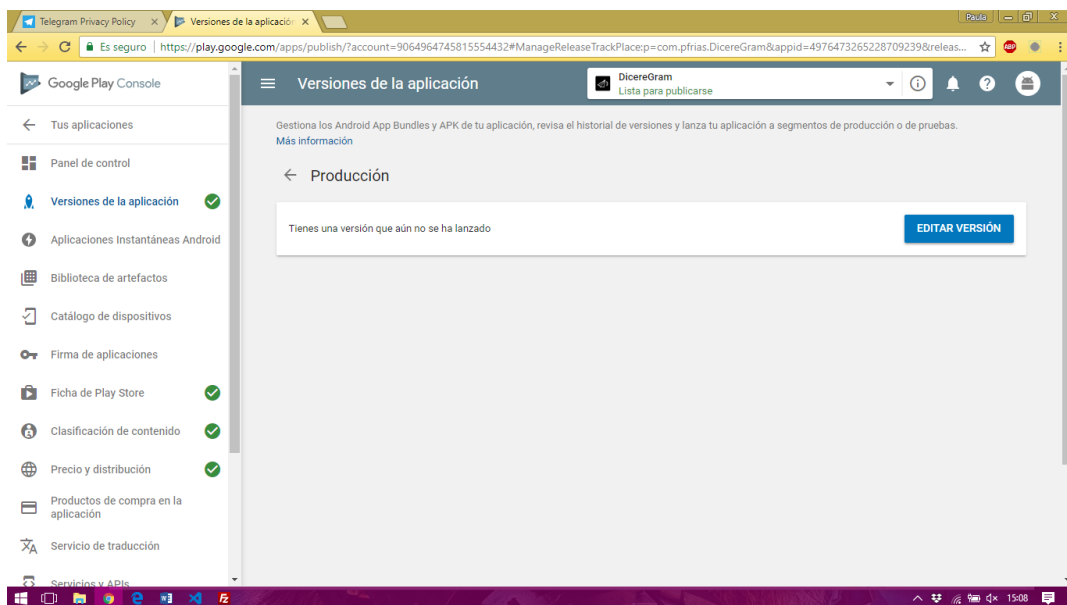 Telegram Privacy Policy
Versiones de la aplicación
Paula
Es seguro
https://play.google.com/apps/publish/?account=9064964745815554432#ManageReleaseTrackPlace:p=com.pfrias.DicereGram&appid=4976473265228709239&releas...
ABP
Google Play Console
Versiones de la aplicación
DicereGram
Lista para publicarse
Tus aplicaciones
Panel de control
Versiones de la aplicación
Aplicaciones Instantáneas Android
Biblioteca de artefactos
Catálogo de dispositivos
Firma de aplicaciones
Ficha de Play Store
Clasificación de contenido
Precio y distribución
Productos de compra en la
aplicación
Servicio de traducción
Servicios y APIs
Gestiona los Android App Bundles y APK de tu aplicación, revisa el historial de versiones y lanza tu aplicación a segmentos de producción o de pruebas.
Más información
Producción
Tienes una versión que aún no se ha lanzado
EDITAR VERSIÓN
15:08